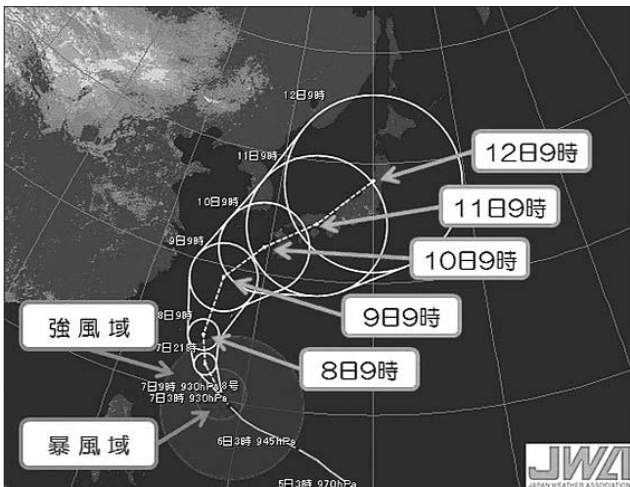 12日9時
12日9時
11日9時
11日9時
10日9時
10日9時
9日9時
9日9時
8日9時
8日9時
強風域
7日21時
7日9時 930hPa
8号
7日3時 930hPa
暴風域
6日3時 945hPa
5日3時 970hPa
JWA
JAPAN WEATHER ASSOCIATION